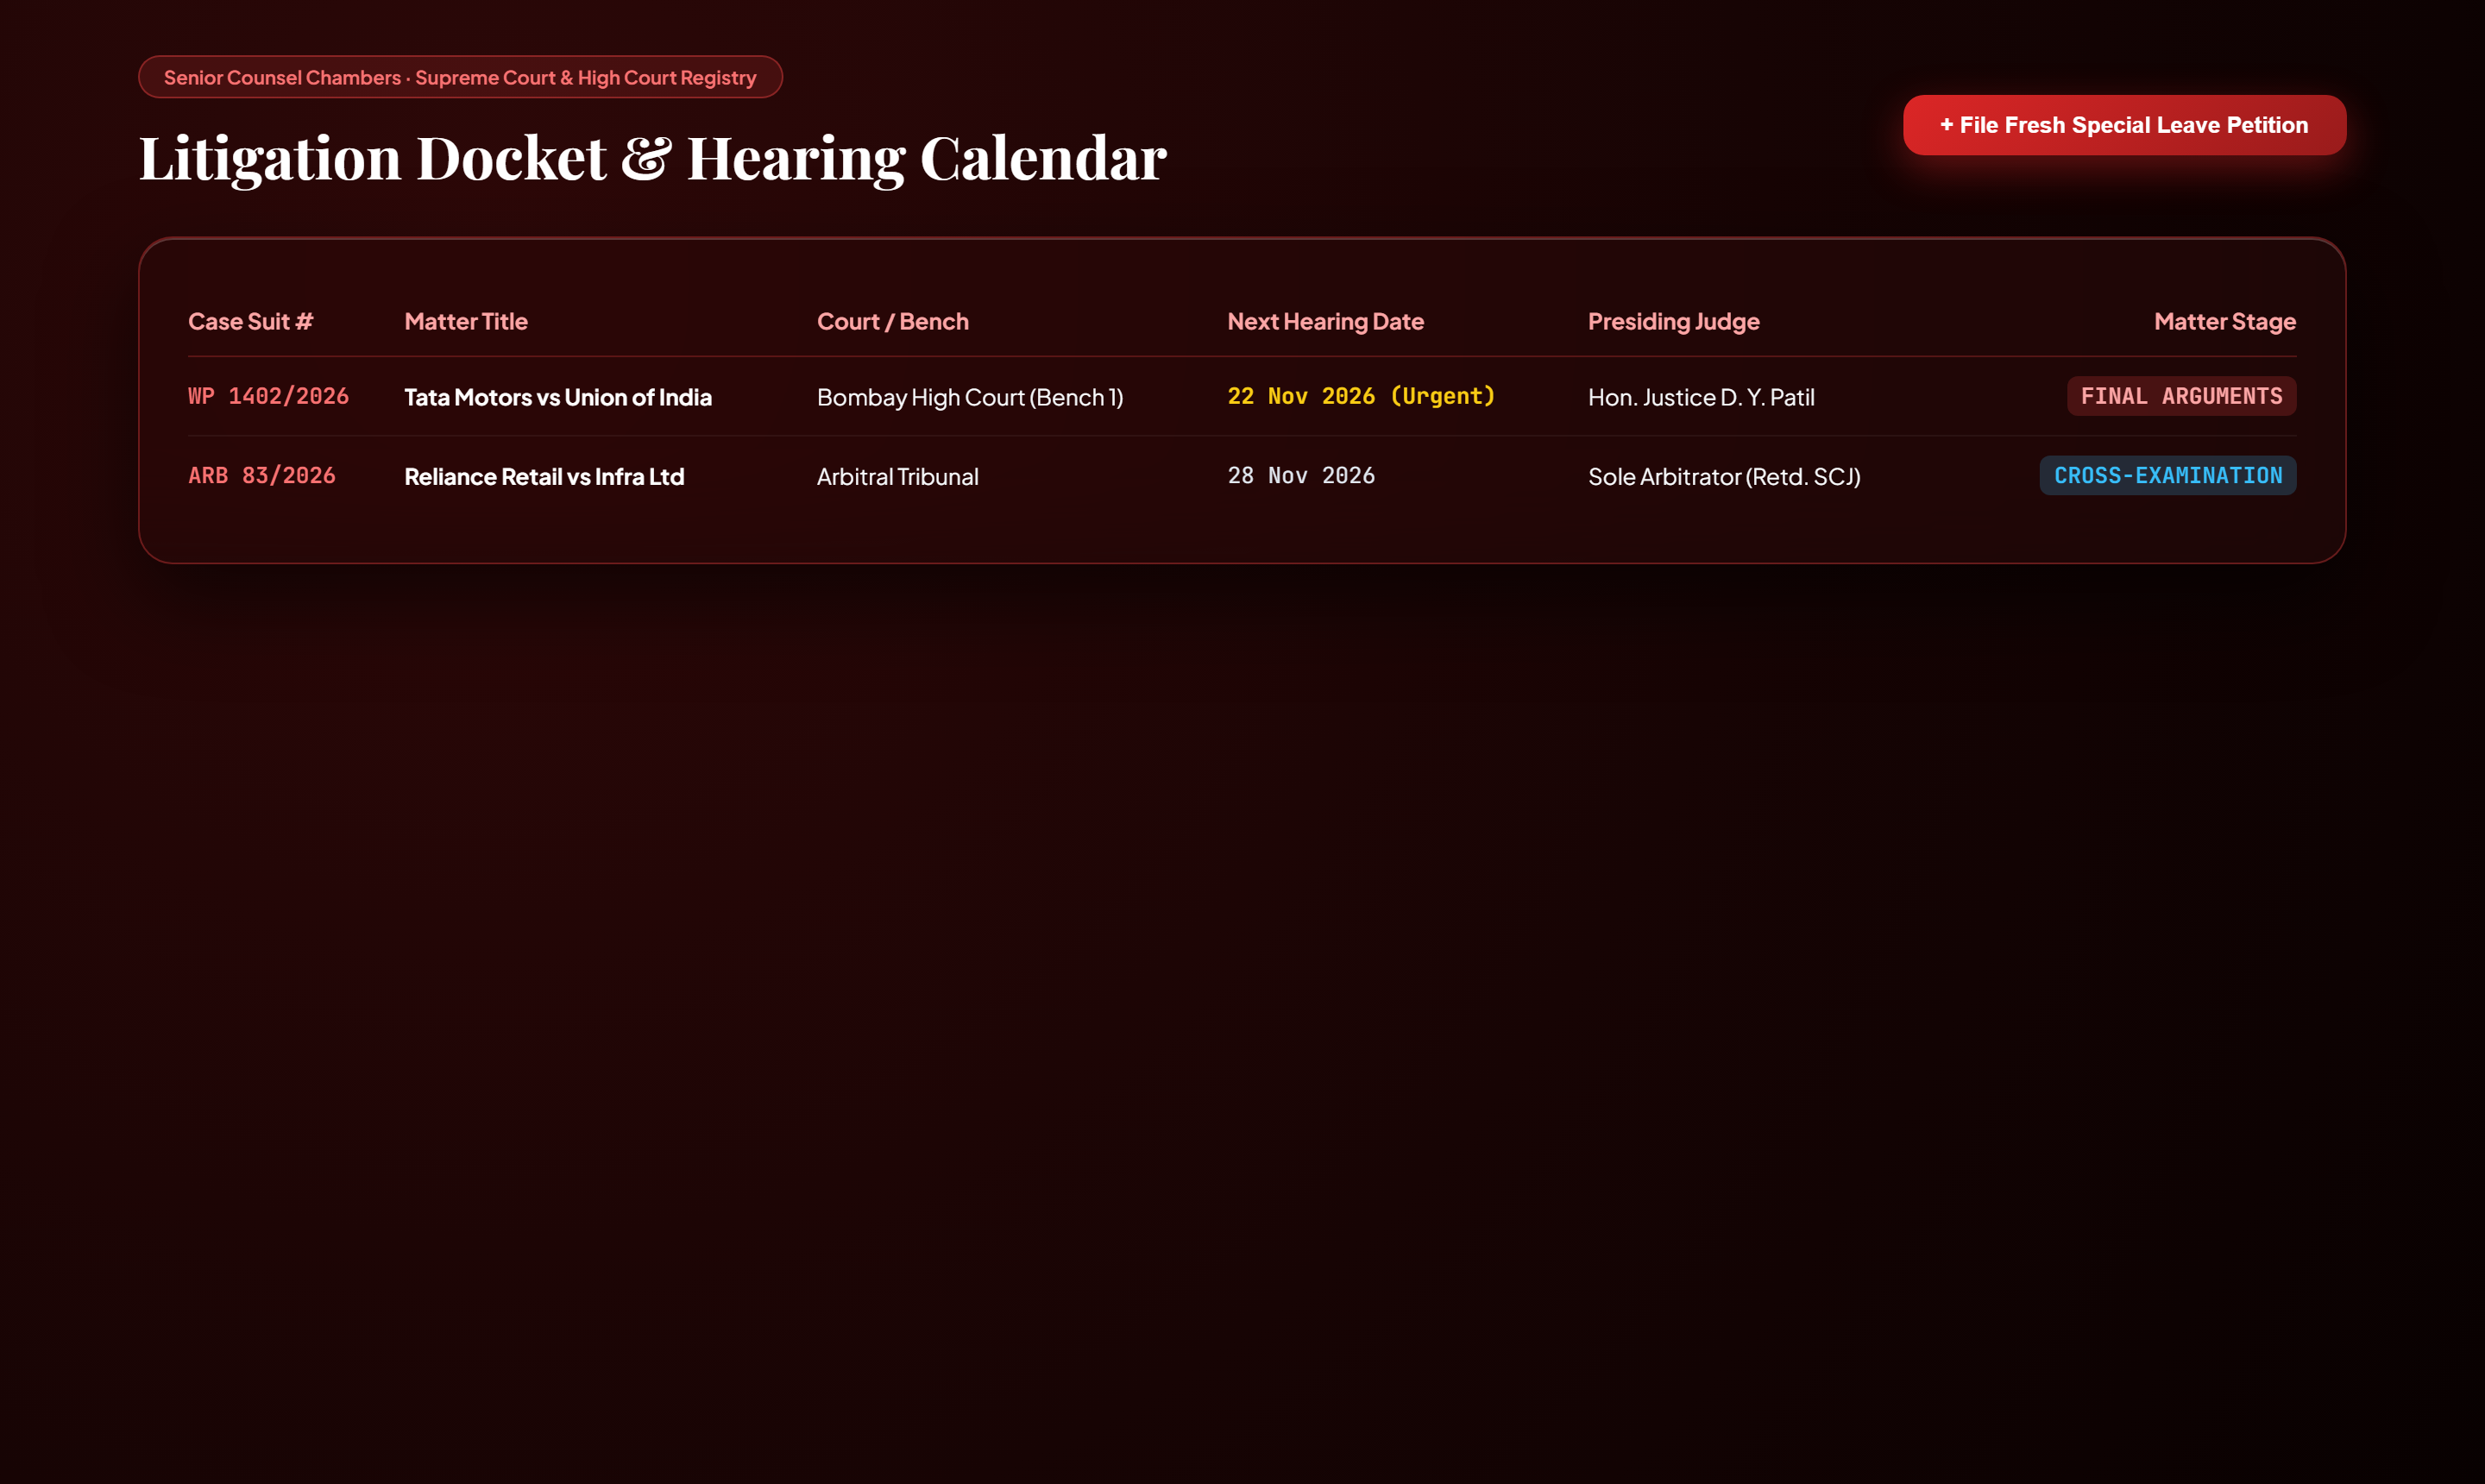 Senior Counsel Chambers · Supreme Court & High Court Registry
Litigation Docket & Hearing Calendar
+ File Fresh Special Leave Petition
Case Suit # Matter Title Court / Bench Next Hearing Date Presiding Judge Matter Stage
WP 1402/2026 Tata Motors vs Union of India Bombay High Court (Bench 1) 22 Nov 2026 (Urgent) Hon. Justice D. Y. Patil FINAL ARGUMENTS
ARB 83/2026 Reliance Retail vs Infra Ltd Arbitral Tribunal 28 Nov 2026 Sole Arbitrator (Retd. SCJ) CROSS-EXAMINATION